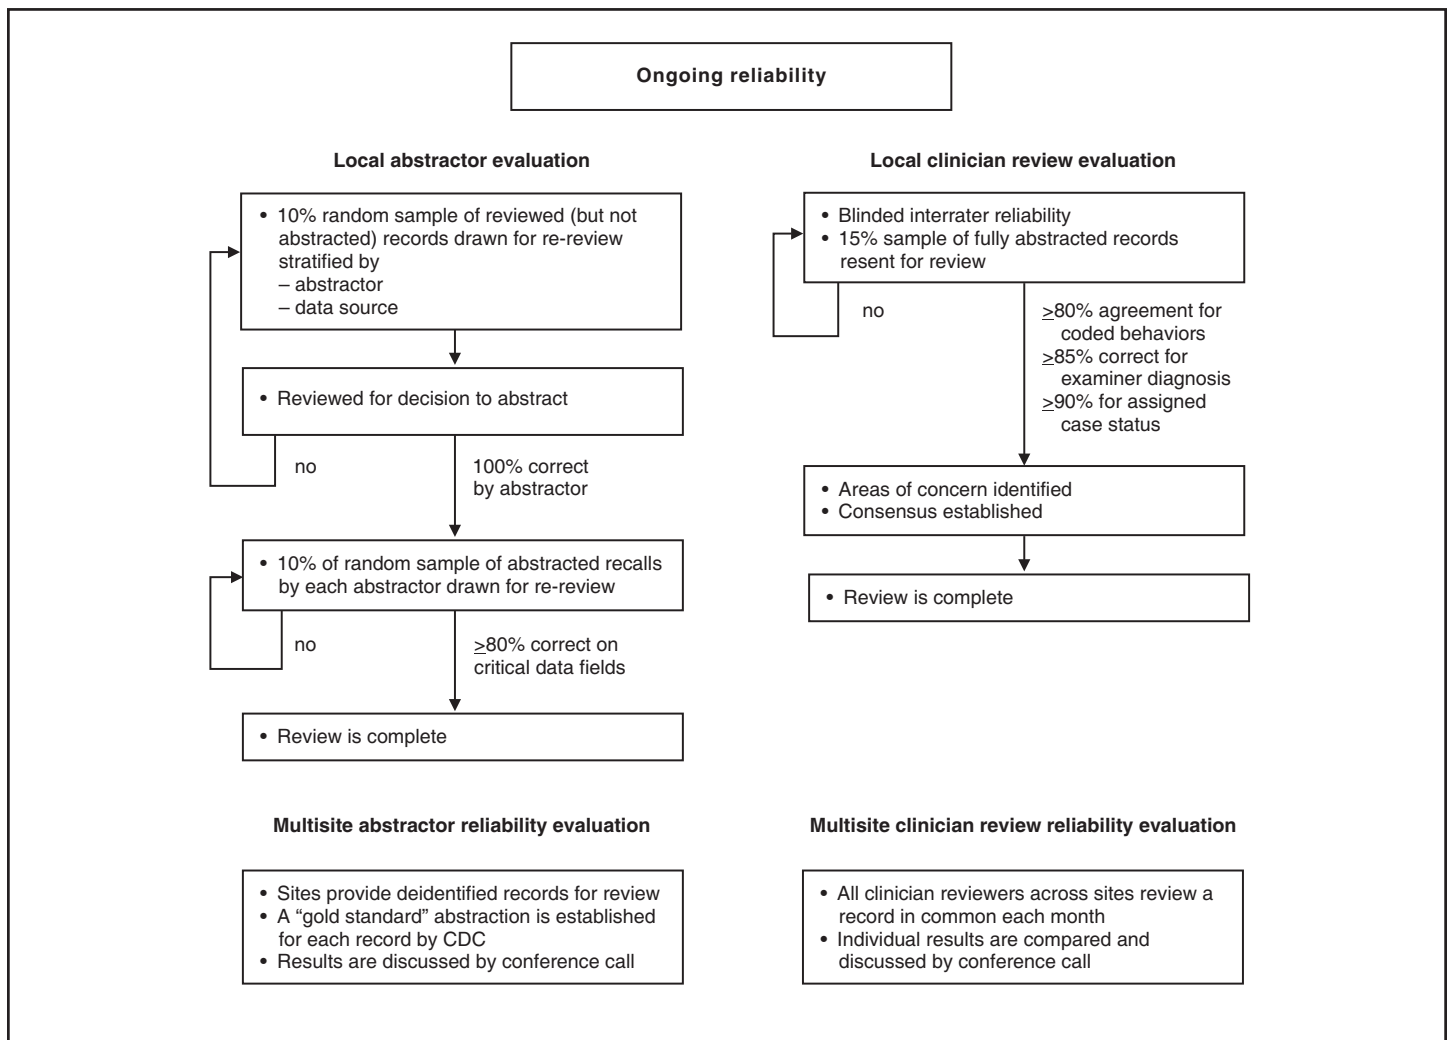 Ongoing reliability
Local abstractor evaluation
• 10% random sample of reviewed (but not
abstracted) records drawn for re-review
stratified by
– abstractor
– data source
• Reviewed for decision to abstract
no
100% correct
by abstractor
• 10% of random sample of abstracted recalls
by each abstractor drawn for re-review
no
≥80% correct on
critical data fields
• Review is complete
Local clinician review evaluation
• Blinded interrater reliability
• 15% sample of fully abstracted records
resent for review
no
≥80% agreement for
coded behaviors
≥85% correct for
examiner diagnosis
≥90% for assigned
case status
• Areas of concern identified
• Consensus established
• Review is complete
Multisite abstractor reliability evaluation
• Sites provide deidentified records for review
• A “gold standard” abstraction is established
for each record by CDC
• Results are discussed by conference call
Multisite clinician review reliability evaluation
• All clinician reviewers across sites review a
record in common each month
• Individual results are compared and
discussed by conference call